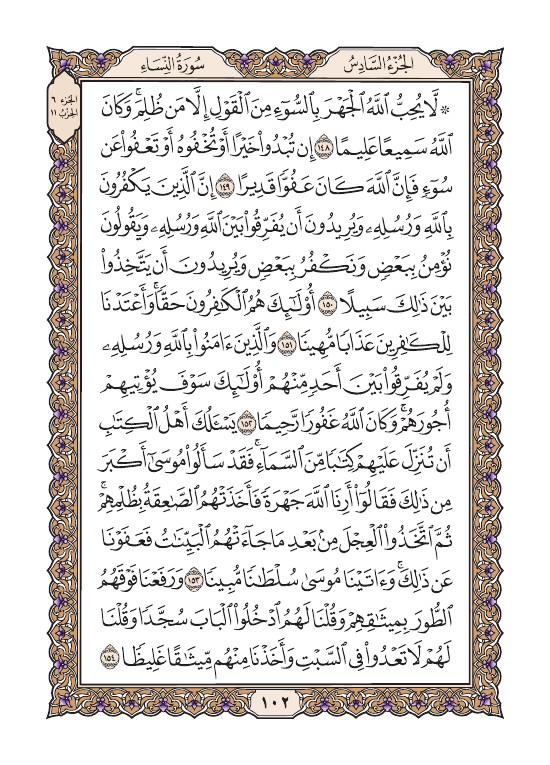 الجُزْءُ السَّادِسُ
سُورَةُ النِّسَاءِ
الجزء ٦
الحزب ١١
۞ لَّا يُحِبُّ ٱللَّهُ ٱلْجَهْرَ بِٱلسُّوٓءِ مِنَ ٱلْقَوْلِ إِلَّا مَن ظُلِمَۚ وَكَانَ
ٱللَّهُ سَمِيعًا عَلِيمًا ١٤٨ إِن تُبْدُوا۟ خَيْرًا أَوْ تُخْفُوهُ أَوْ تَعْفُوا۟ عَن
سُوٓءٍ فَإِنَّ ٱللَّهَ كَانَ عَفُوًّا قَدِيرًا ١٤٩ إِنَّ ٱلَّذِينَ يَكْفُرُونَ
بِٱللَّهِ وَرُسُلِهِۦ وَيُرِيدُونَ أَن يُفَرِّقُوا۟ بَيْنَ ٱللَّهِ وَرُسُلِهِۦ وَيَقُولُونَ
نُؤْمِنُ بِبَعْضٍ وَنَكْفُرُ بِبَعْضٍ وَيُرِيدُونَ أَن يَتَّخِذُوا۟
بَيْنَ ذَٰلِكَ سَبِيلًا ١٥٠ أُو۟لَـٰٓئِكَ هُمُ ٱلْكَـٰفِرُونَ حَقًّاۚ وَأَعْتَدْنَا
لِلْكَـٰفِرِينَ عَذَابًا مُّهِينًا ١٥١ وَٱلَّذِينَ ءَامَنُوا۟ بِٱللَّهِ وَرُسُلِهِۦ
وَلَمْ يُفَرِّقُوا۟ بَيْنَ أَحَدٍ مِّنْهُمْ أُو۟لَـٰٓئِكَ سَوْفَ يُؤْتِيهِمْ
أُجُورَهُمْۚ وَكَانَ ٱللَّهُ غَفُورًا رَّحِيمًا ١٥٢ يَسْـَٔلُكَ أَهْلُ ٱلْكِتَـٰبِ
أَن تُنَزِّلَ عَلَيْهِمْ كِتَـٰبًا مِّنَ ٱلسَّمَآءِۚ فَقَدْ سَأَلُوا۟ مُوسَىٰٓ أَكْبَرَ
مِن ذَٰلِكَ فَقَالُوٓا۟ أَرِنَا ٱللَّهَ جَهْرَةً فَأَخَذَتْهُمُ ٱلصَّـٰعِقَةُ بِظُلْمِهِمْۚ
ثُمَّ ٱتَّخَذُوا۟ ٱلْعِجْلَ مِنۢ بَعْدِ مَا جَآءَتْهُمُ ٱلْبَيِّنَـٰتُ فَعَفَوْنَا
عَن ذَٰلِكَۚ وَءَاتَيْنَا مُوسَىٰ سُلْطَـٰنًا مُّبِينًا ١٥٣ وَرَفَعْنَا فَوْقَهُمُ
ٱلطُّورَ بِمِيثَـٰقِهِمْ وَقُلْنَا لَهُمُ ٱدْخُلُوا۟ ٱلْبَابَ سُجَّدًا وَقُلْنَا
لَهُمْ لَا تَعْدُوا۟ فِى ٱلسَّبْتِ وَأَخَذْنَا مِنْهُم مِّيثَـٰقًا غَلِيظًا ١٥٤
١٠٢